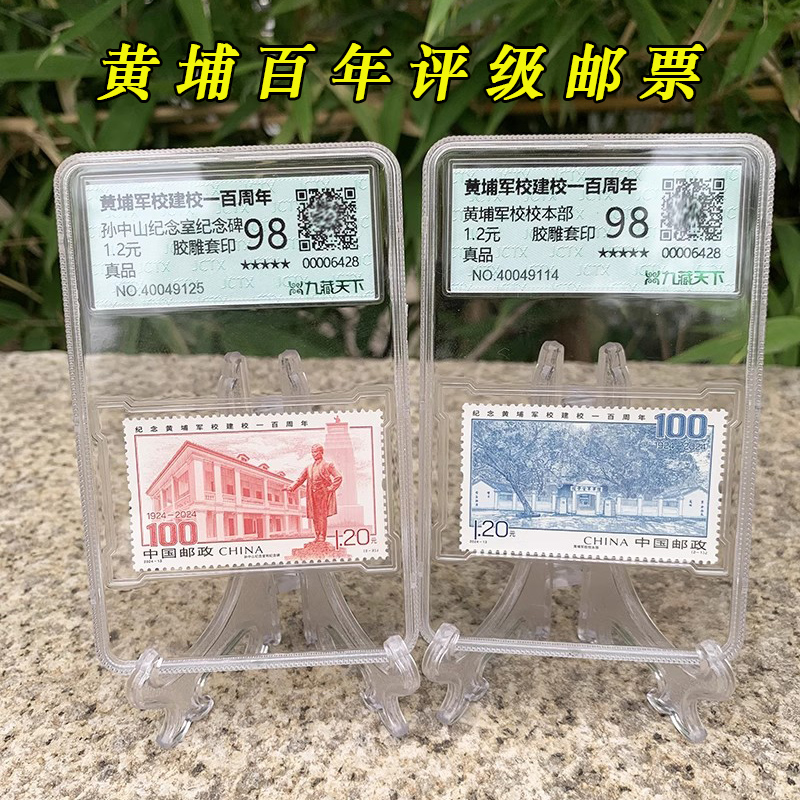 黄埔百年评级邮票
黄埔军校建校一百周年
孙中山纪念室纪念碑
1.2元 胶雕套印
真品
98
★★★★★
00006428
NO.40049125
九藏天下
黄埔军校建校一百周年
黄埔军校校本部
1.2元 胶雕套印
真品
98
★★★★★
00006428
NO.40049114
九藏天下
纪念黄埔军校建校一百周年
1924-2024
100
1.20元
中国邮政 CHINA
2024-13
纪念黄埔军校建校一百周年
100
1924-2024
1.20元
CHINA 中国邮政
2024-13